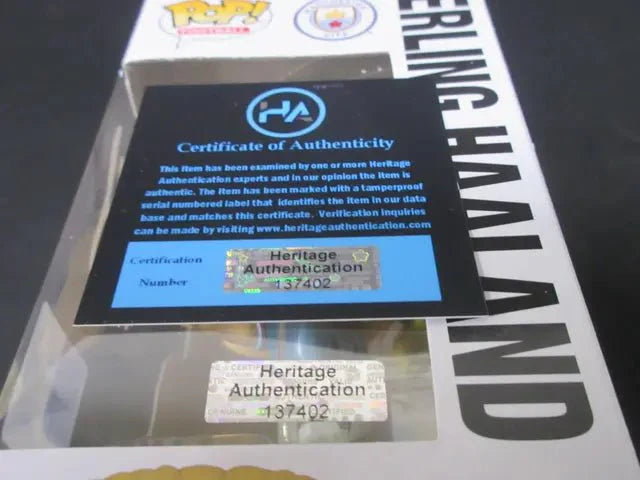 POP!
FOOTBALL
MANCHESTER
CITY
ERLING HAALAND
HA
Certificate of Authenticity
This item has been examined by one or more Heritage
Authentication experts and in our opinion the item is
authentic. The item has been marked with a tamperproof
serial numbered label that identifies the item in our data
base and matches this certificate. Verification inquiries
can be made by visiting www.heritageauthentication.com
Certification
Number
Heritage
Authentication
137402
Heritage
Authentication
137402